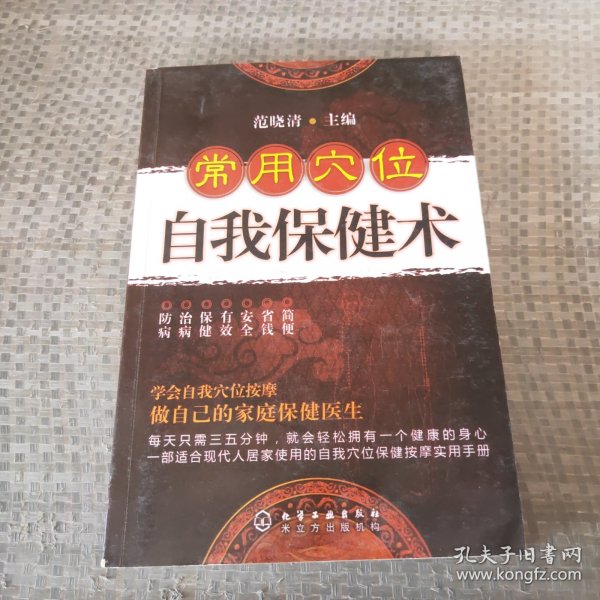 范晓清·主编
常用穴位
自我保健术
防病 治病 保健 有效 安全 省钱 简便
学会自我穴位按摩
做自己的家庭保健医生
每天只需三五分钟，就会轻松拥有一个健康的身心
一部适合现代人居家使用的自我穴位保健按摩实用手册
化学工业出版社
米立方出版机构
孔夫子旧书网
www.kongfz.com